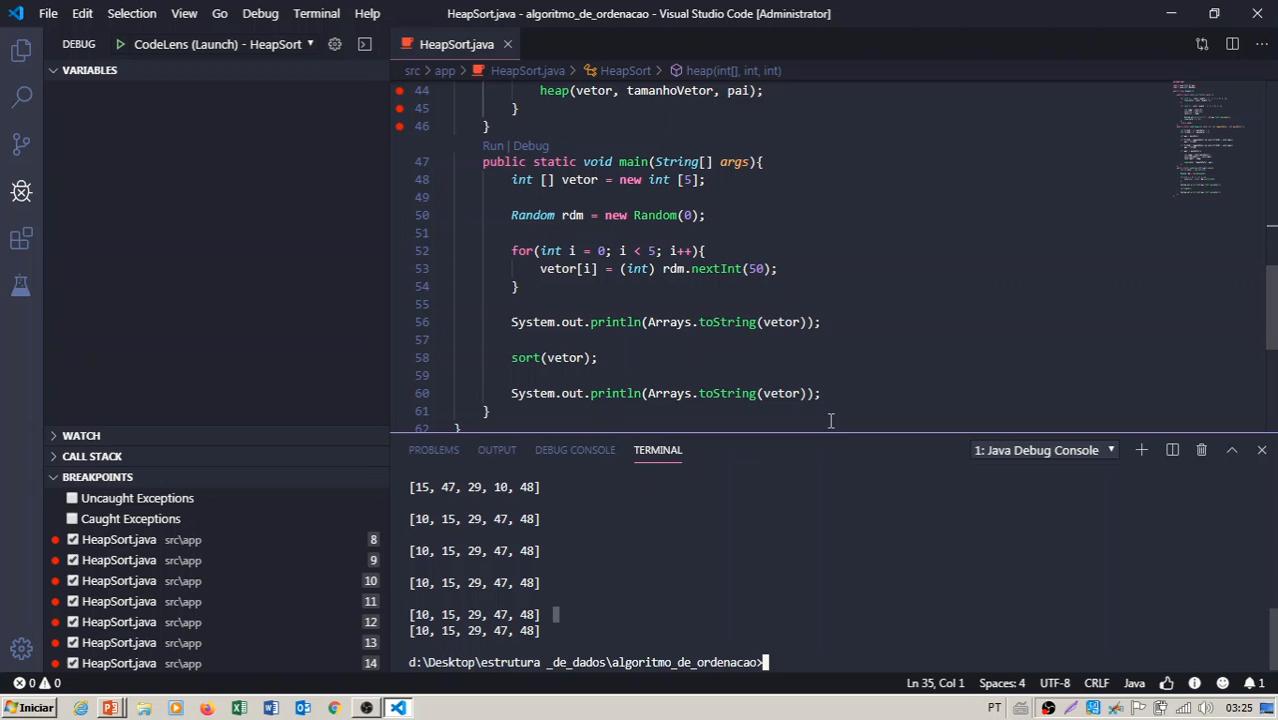 File Edit Selection View Go Debug Terminal Help HeapSort.java - algoritmo_de_ordenacao - Visual Studio Code [Administrator]
DEBUG CodeLens (Launch) - HeapSort
HeapSort.java
VARIABLES
src app HeapSort.java HeapSort heap(int[], int, int)
44 heap(vetor, tamanhoVetor, pai);
45 }
46 }
Run | Debug
47 public static void main(String[] args){
48 int [] vetor = new int [5];
49
50 Random rdm = new Random(0);
51
52 for(int i = 0; i < 5; i++){
53 vetor[i] = (int) rdm.nextInt(50);
54 }
55
56 System.out.println(Arrays.toString(vetor));
57
58 sort(vetor);
59
60 System.out.println(Arrays.toString(vetor));
61 }
62 }
WATCH
CALL STACK
BREAKPOINTS
Uncaught Exceptions
Caught Exceptions
HeapSort.java src\app 8
HeapSort.java src\app 9
HeapSort.java src\app 10
HeapSort.java src\app 11
HeapSort.java src\app 12
HeapSort.java src\app 13
HeapSort.java src\app 14
PROBLEMS OUTPUT DEBUG CONSOLE TERMINAL 1: Java Debug Console
[15, 47, 29, 10, 48]
[10, 15, 29, 47, 48]
[10, 15, 29, 47, 48]
[10, 15, 29, 47, 48]
[10, 15, 29, 47, 48]
[10, 15, 29, 47, 48]
d:\Desktop\estrutura _de_dados\algoritmo_de_ordenacao>
0 0 Ln 35, Col 1 Spaces: 4 UTF-8 CRLF Java 1
Iniciar PT 03:25